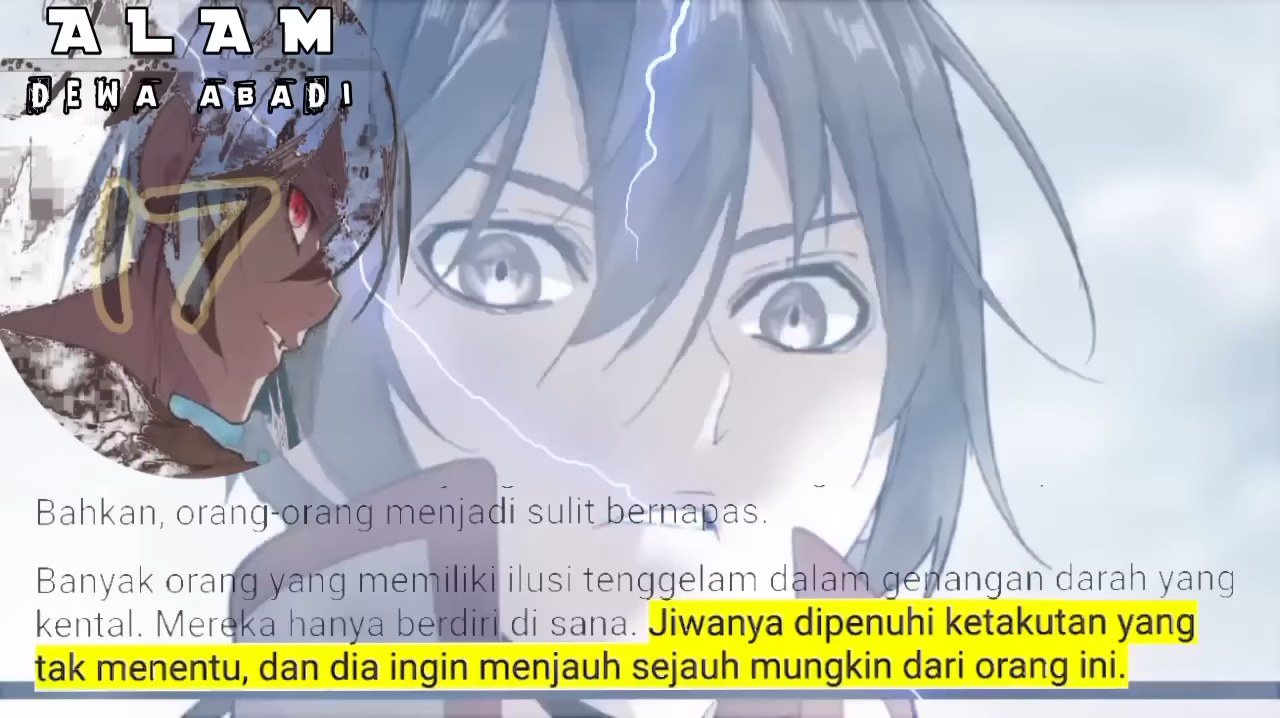 ALAM
DEWA ABADI
17
Bahkan, orang-orang menjadi sulit bernapas.
Banyak orang yang memiliki ilusi tenggelam dalam genangan darah yang
kental. Mereka hanya berdiri di sana. Jiwanya dipenuhi ketakutan yang
tak menentu, dan dia ingin menjauh sejauh mungkin dari orang ini.